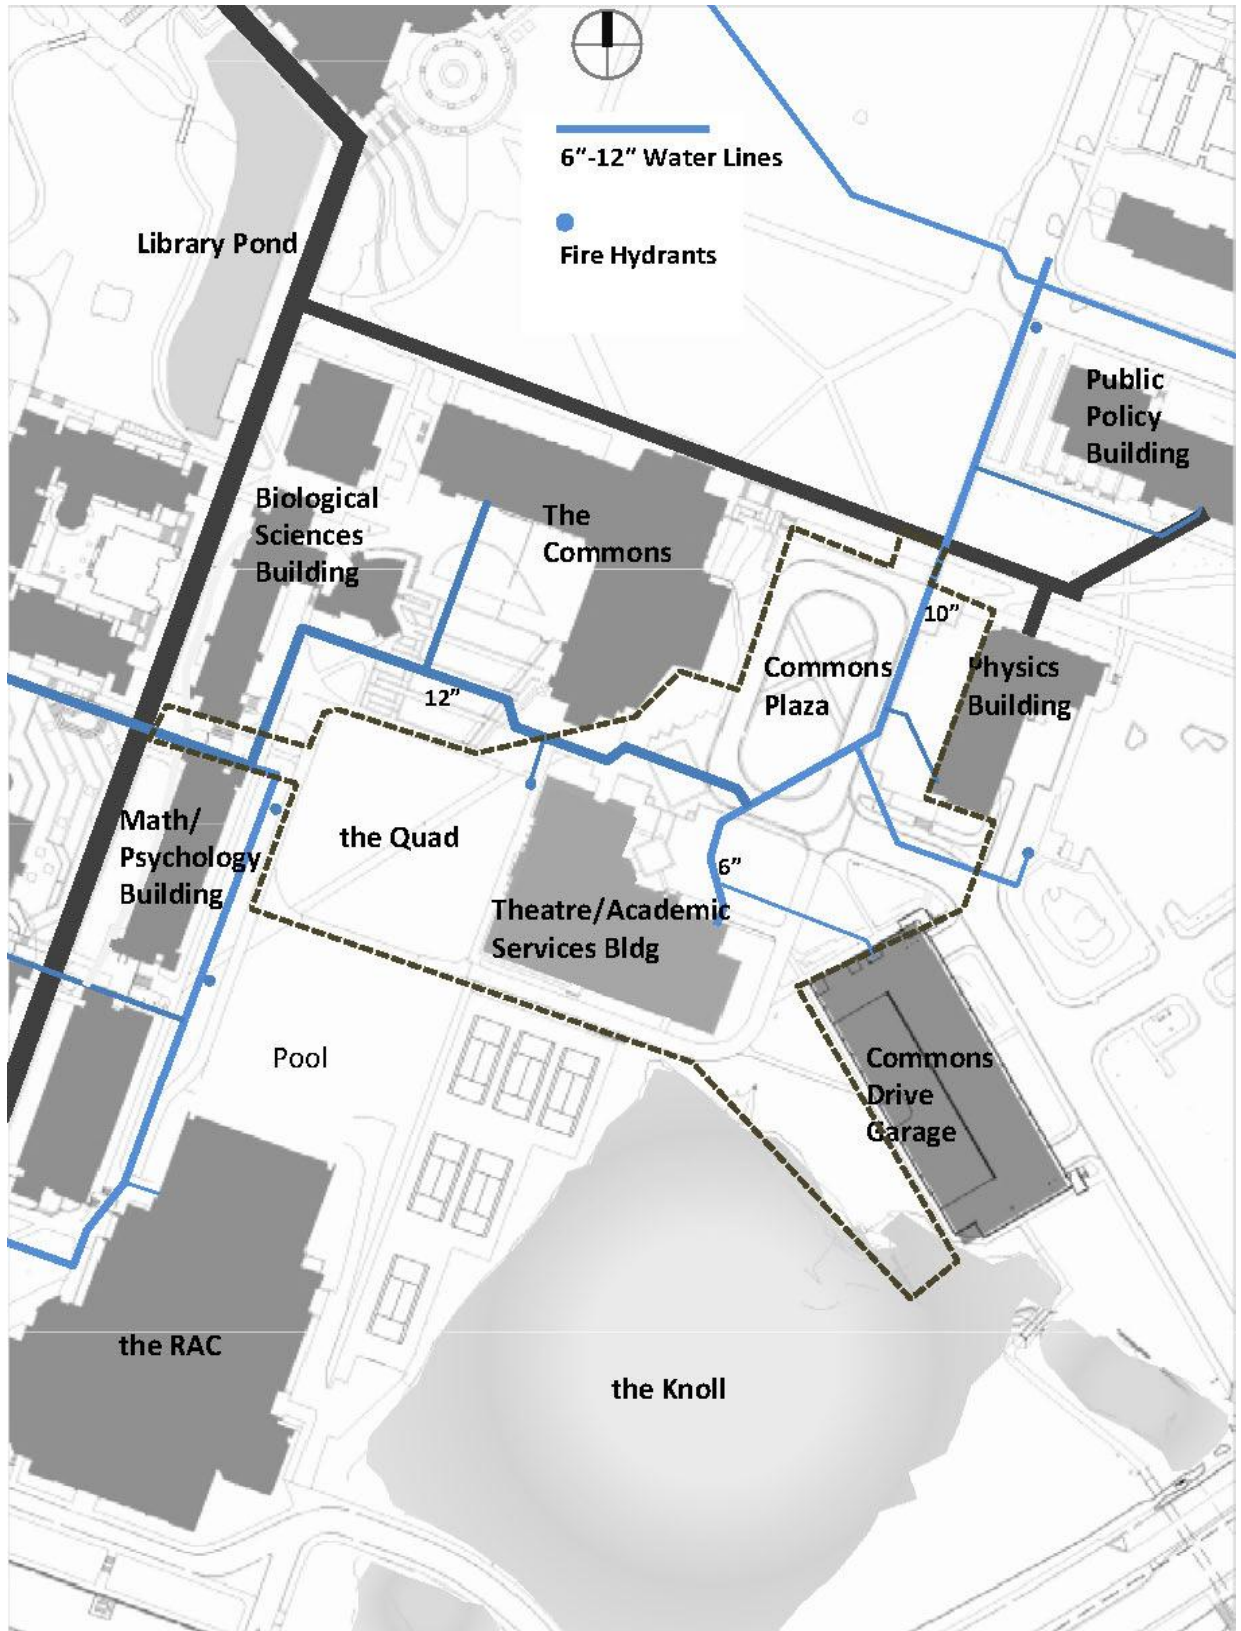 6”-12” Water Lines
Fire Hydrants
Library Pond
Public
Policy
Building
Biological
Sciences
Building
The
Commons
10”
Commons
Plaza
Physics
Building
12”
Math/
Psychology
Building
the Quad
6”
Theatre/Academic
Services Bldg
Pool
Commons
Drive
Garage
the RAC
the Knoll